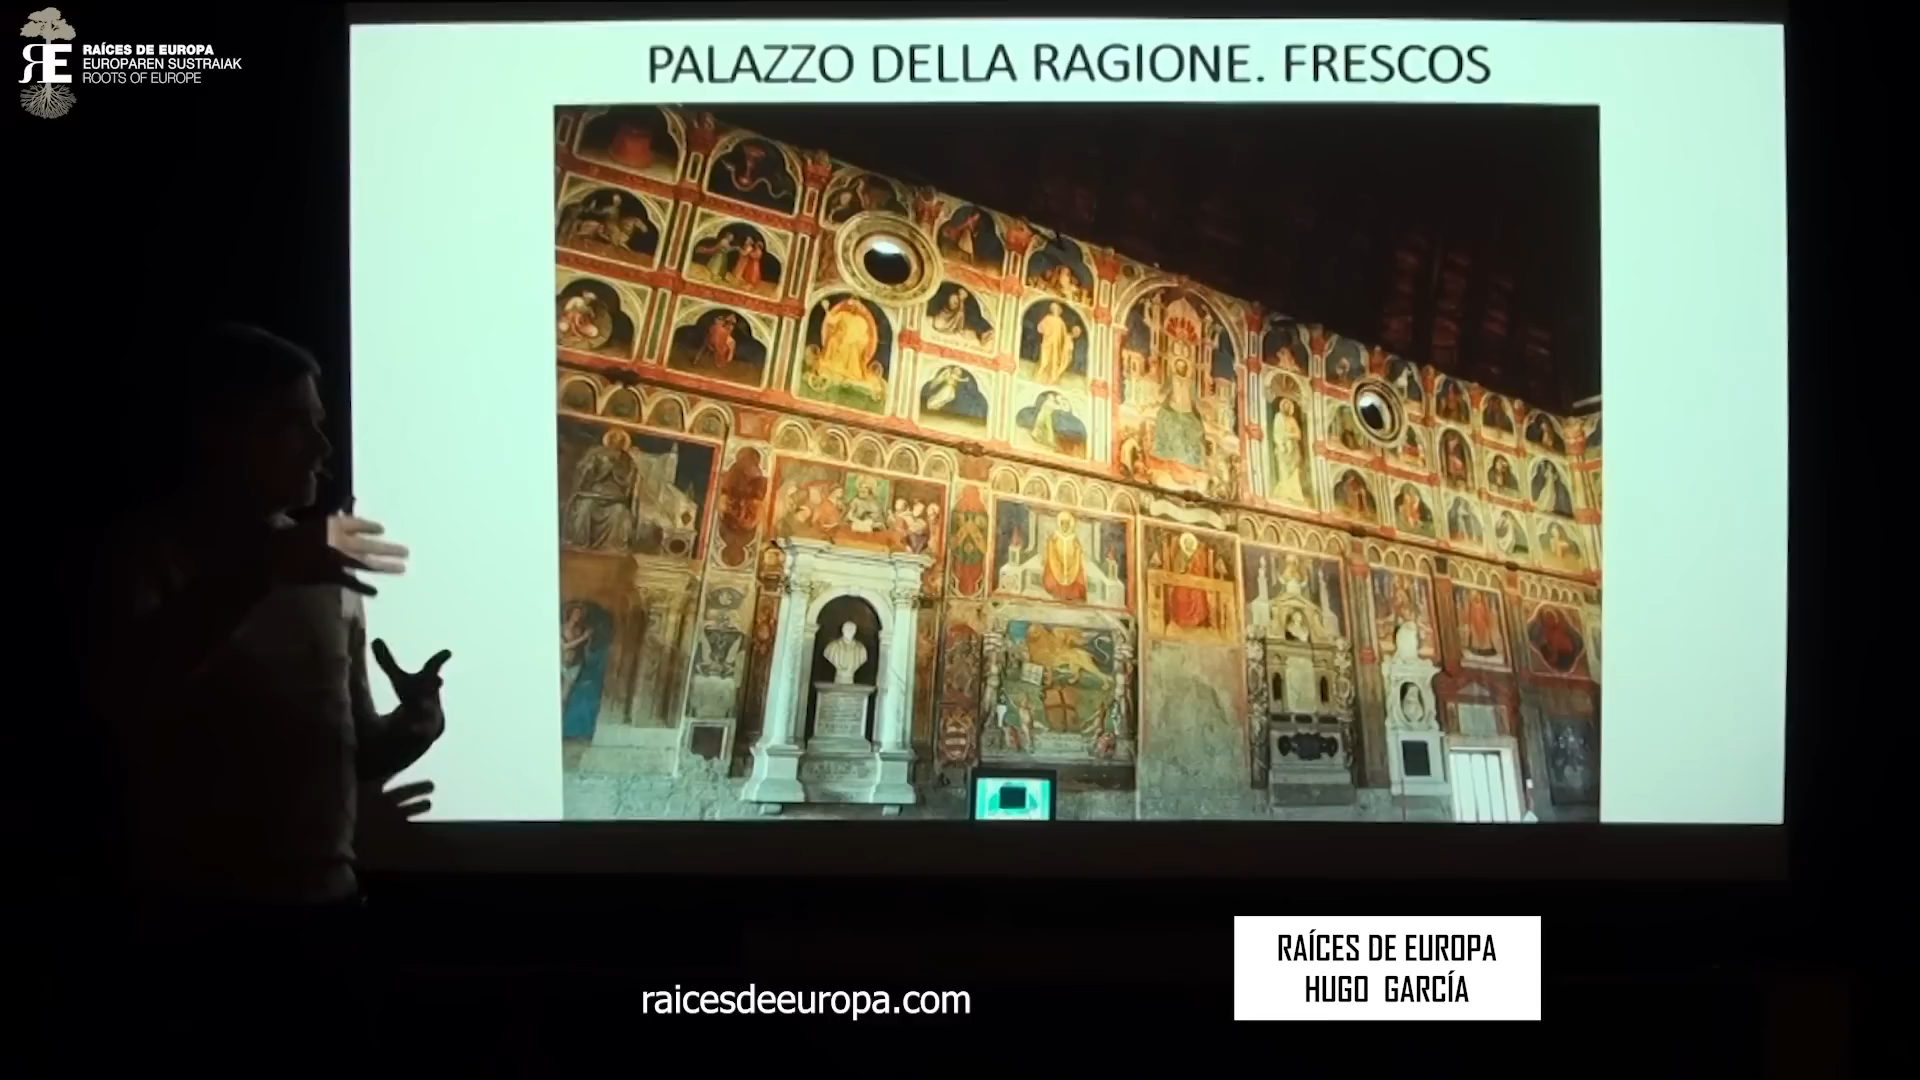 RAÍCES DE EUROPA
EUROPAREN SUSTRAIAK
ROOTS OF EUROPE
PALAZZO DELLA RAGIONE. FRESCOS
RAÍCES DE EUROPA
HUGO GARCÍA
raicesdeeuropa.com